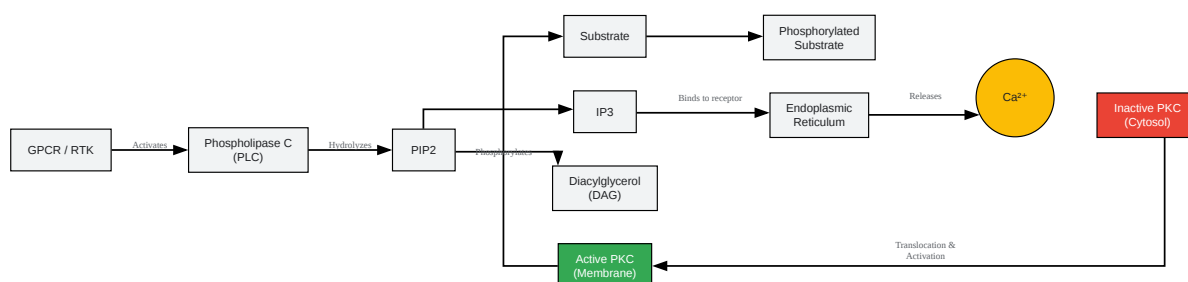 Substrate
Phosphorylated
Substrate
IP3
Binds to receptor
Endoplasmic
Reticulum
Releases
Ca²⁺
Inactive PKC
(Cytosol)
GPCR / RTK
Activates
Phospholipase C
(PLC)
Hydrolyzes
PIP2
Phosphorylates
Diacylglycerol
(DAG)
Active PKC
(Membrane)
Translocation &
Activation